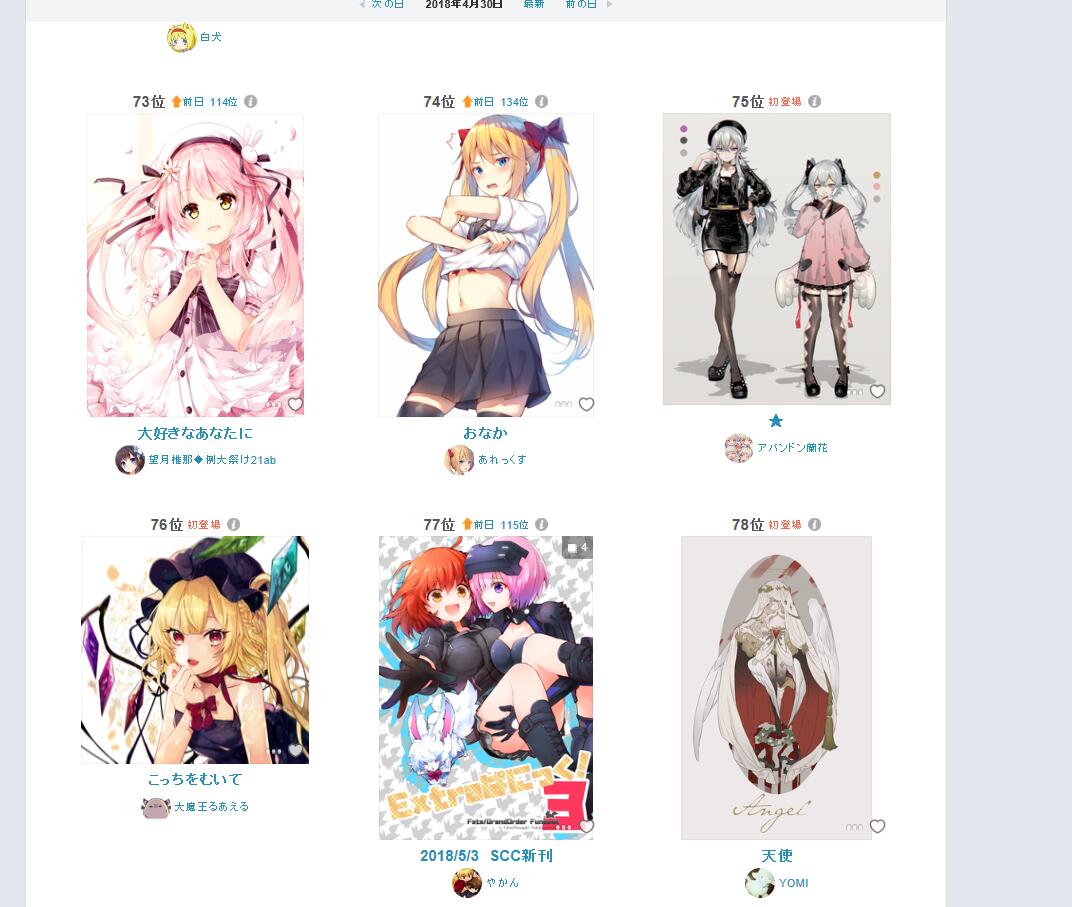 次の日 2018年4月30日 最新 前の日
白犬
73位 前日 114位
74位 前日 134位
75位 初登場
大好きなあなたに
望月椎那◆例大祭け21ab
おなか
あれっくす
★
アバンドン蘭花
76位 初登場
77位 前日 115位
78位 初登場
4
Extraぱにっく!
3
Angel
こっちをむいて
大魔王るあえる
2018/5/3 SCC新刊
やかん
天使
YOMI